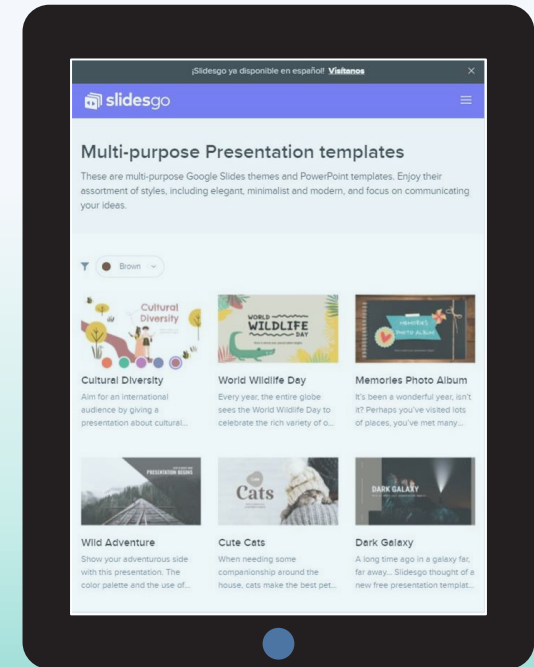 ¡Slidesgo ya disponible en español! Visítanos
slidesgo
Multi-purpose Presentation templates
These are multi-purpose Google Slides themes and PowerPoint templates. Enjoy their
assortment of styles, including elegant, minimalist and modern, and focus on communicating
your ideas.
Brown
Cultural
Diversity
WORLD
WILDLIFE
DAY
MEMORIES
PHOTO ALBUM
Cultural Diversity
Aim for an international
audience by giving a
presentation about cultural...
World Wildlife Day
Every year, the entire globe
sees the World Wildlife Day to
celebrate the rich variety of o...
Memories Photo Album
It's been a wonderful year, isn't
it? Perhaps you've visited lots
of places, you've met many....
PRESENTATION BEGINS
Cats
DARK GALAXY
Wild Adventure
Show your adventurous side
with this presentation. The
color palette and the use of...
Cute Cats
When needing some
companionship around the
house, cats make the best pet...
Dark Galaxy
A long time ago in a galaxy far,
far away... Slidesgo thought of a
new free presentation templat...